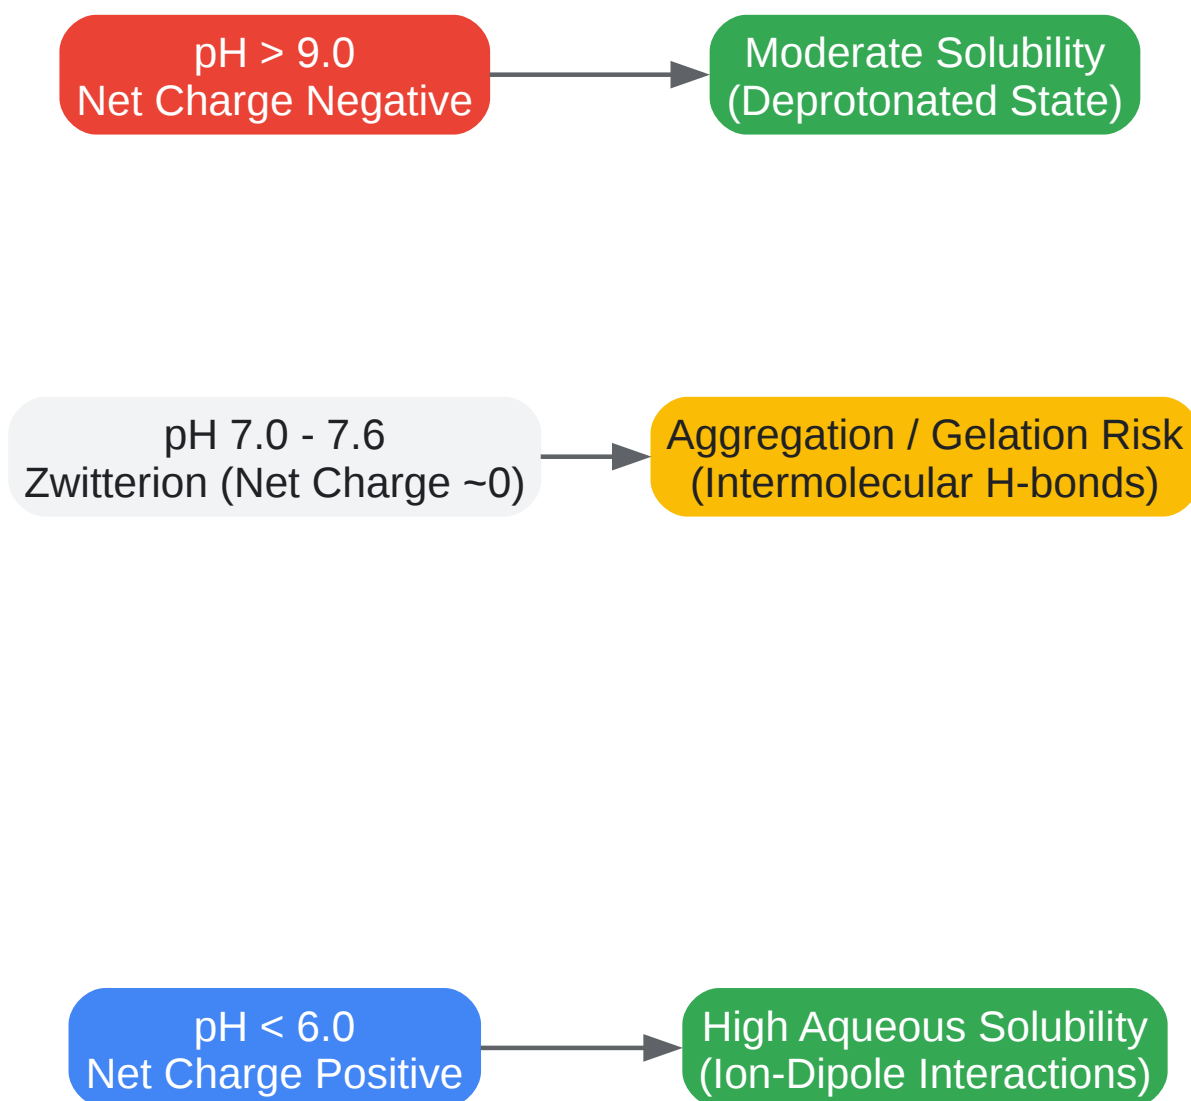 pH > 9.0
Net Charge Negative
Moderate Solubility
(Deprotonated State)
pH 7.0 - 7.6
Zwitterion (Net Charge ~0)
Aggregation / Gelation Risk
(Intermolecular H-bonds)
pH < 6.0
Net Charge Positive
High Aqueous Solubility
(Ion-Dipole Interactions)